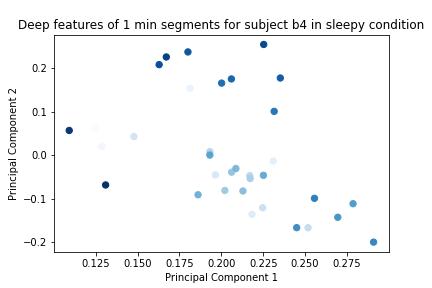 Deep features of 1 min segments for subject b4 in sleepy condition
Principal Component 2
0.2
0.1
0.0
−0.1
−0.2
0.125 0.150 0.175 0.200 0.225 0.250 0.275
Principal Component 1